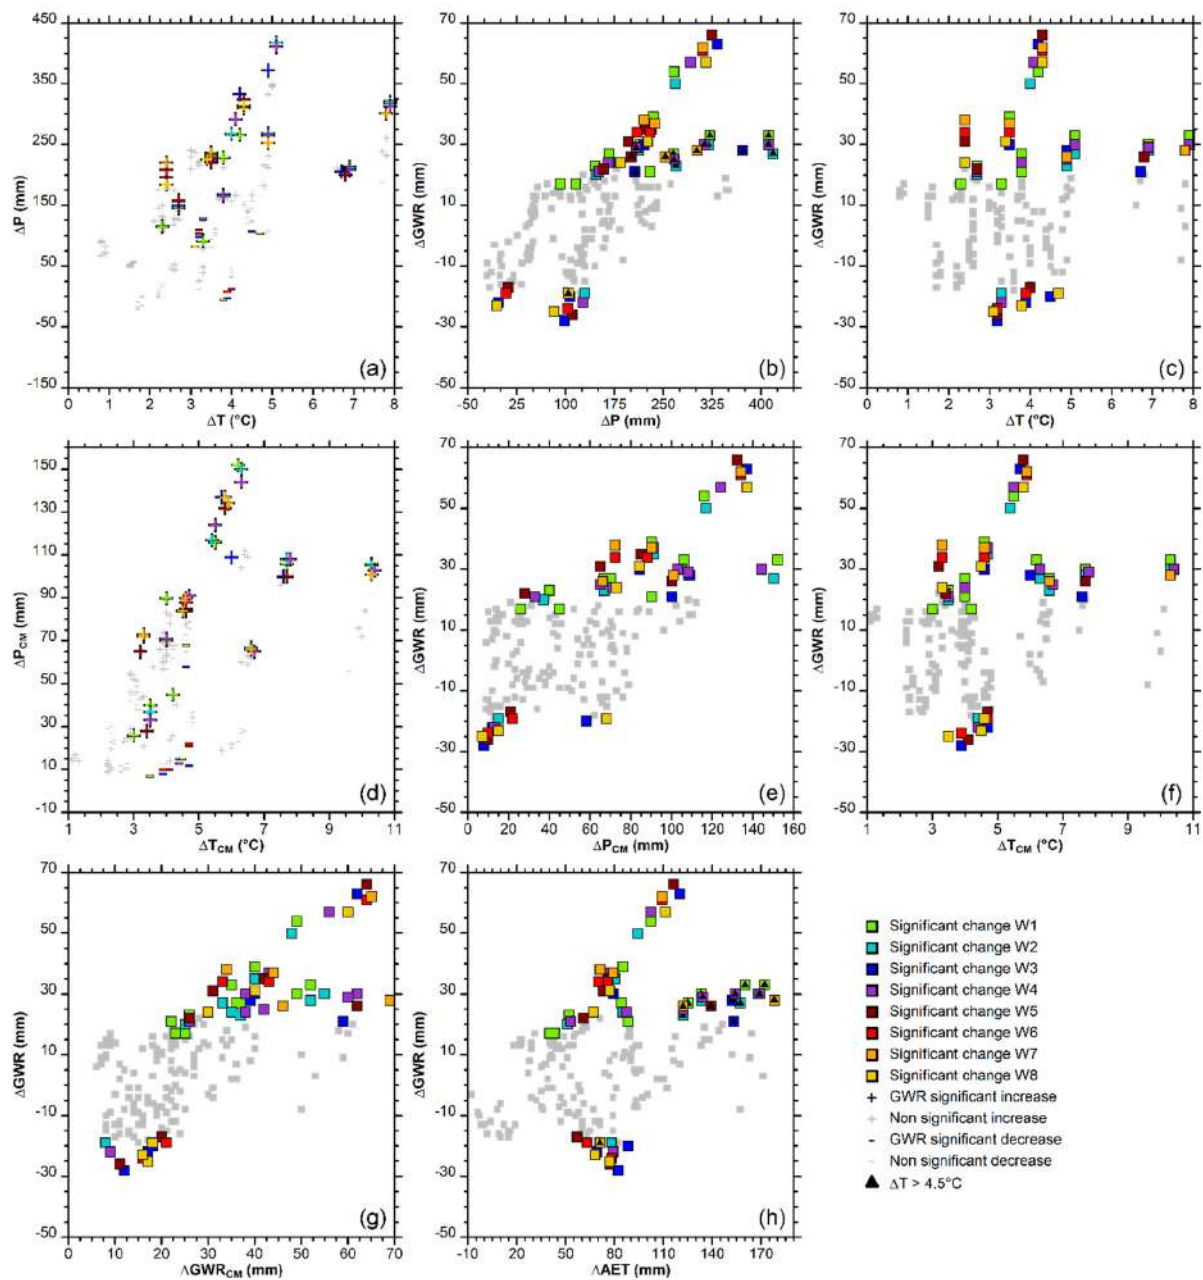 450
350
250
150
50
-50
-150
ΔP (mm)
0 1 2 3 4 5 6 7 8
ΔT (°C)
(a)
70
50
30
10
-10
-30
-50
ΔGWR (mm)
-50 25 100 175 250 325 400
ΔP (mm)
(b)
70
50
30
10
-10
-30
-50
ΔGWR (mm)
0 1 2 3 4 5 6 7 8
ΔT (°C)
(c)
150
130
110
90
70
50
30
10
-10
ΔPCM (mm)
1 3 5 7 9 11
ΔTCM (°C)
(d)
70
50
30
10
-10
-30
-50
ΔGWR (mm)
0 20 40 60 80 100 120 140 160
ΔPCM (mm)
(e)
70
50
30
10
-10
-30
-50
ΔGWR (mm)
1 3 5 7 9 11
ΔTCM (°C)
(f)
70
50
30
10
-10
-30
-50
ΔGWR (mm)
0 10 20 30 40 50 60 70
ΔGWRCM (mm)
(g)
70
50
30
10
-10
-30
-50
ΔGWR (mm)
-10 20 50 80 110 140 170
ΔAET (mm)
(h)
Significant change W1
Significant change W2
Significant change W3
Significant change W4
Significant change W5
Significant change W6
Significant change W7
Significant change W8
+ GWR significant increase
+ Non significant increase
- GWR significant decrease
- Non significant decrease
▲ ΔT > 4.5°C